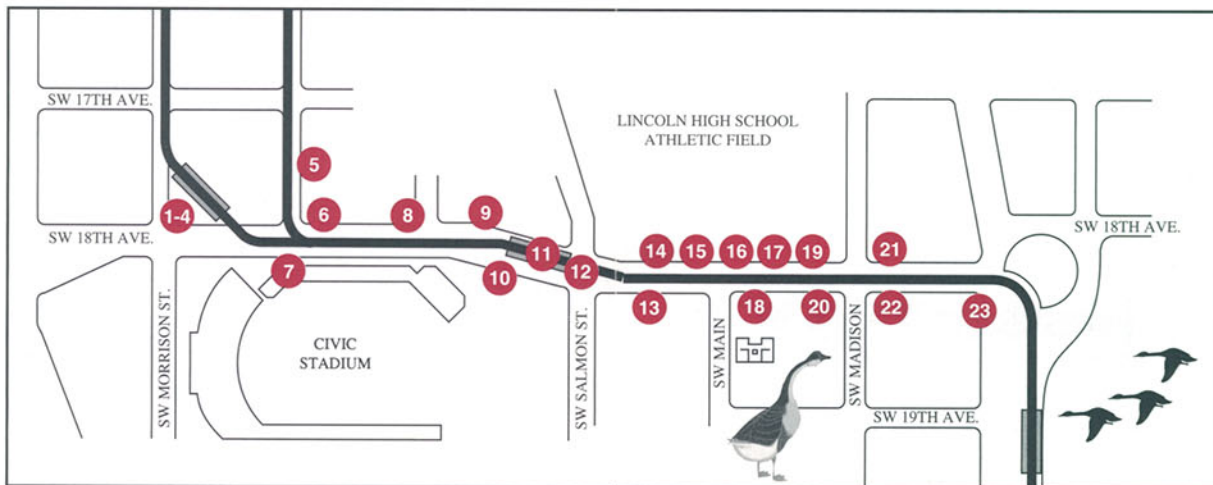 SW 17TH AVE.
LINCOLN HIGH SCHOOL
ATHLETIC FIELD
5
1-4
6
8
9
SW 18TH AVE.
SW 18TH AVE.
7
10
11
12
14
15
16
17
19
21
13
18
20
22
23
SW MORRISON ST.
CIVIC
STADIUM
SW SALMON ST.
SW MAIN
SW MADISON
SW 19TH AVE.